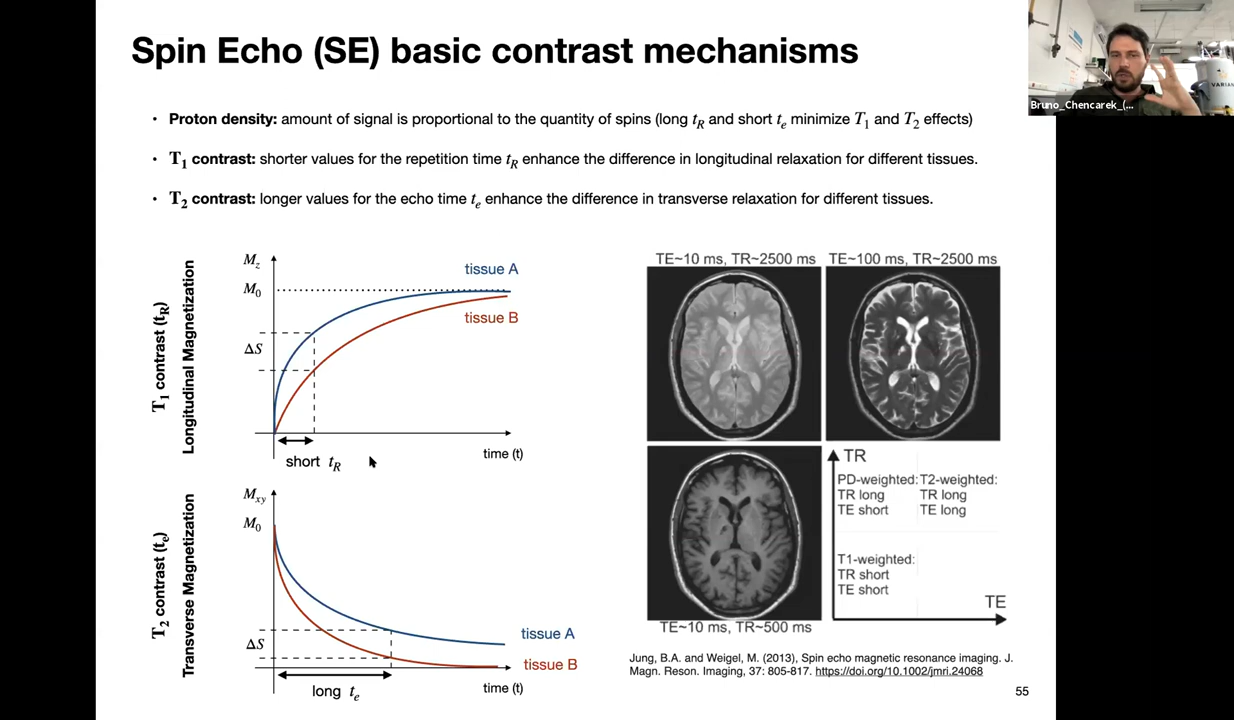 Spin Echo (SE) basic contrast mechanisms
• Proton density: amount of signal is proportional to the quantity of spins (long tR and short te minimize T1 and T2 effects)
• T1 contrast: shorter values for the repetition time tR enhance the difference in longitudinal relaxation for different tissues.
• T2 contrast: longer values for the echo time te enhance the difference in transverse relaxation for different tissues.
T1 contrast (tR)
Longitudinal Magnetization
Mz
M0
ΔS
tissue A
tissue B
short tR
time (t)
T2 contrast (te)
Transverse Magnetization
Mxy
M0
ΔS
tissue A
tissue B
long te
time (t)
TE~10 ms, TR~2500 ms
TE~100 ms, TR~2500 ms
TE~10 ms, TR~500 ms
TR
PD-weighted: T2-weighted:
TR long TR long
TE short TE long
T1-weighted:
TR short
TE short
TE
Jung, B.A. and Weigel, M. (2013), Spin echo magnetic resonance imaging. J.
Magn. Reson. Imaging, 37: 805-817. https://doi.org/10.1002/jmri.24068
55
Bruno_Chencarek_(...
VARIAN